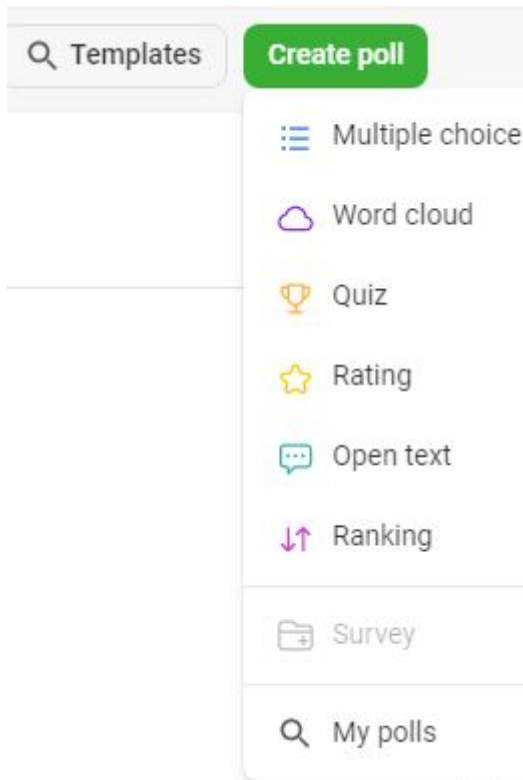 Templates
Create poll
Multiple choice
Word cloud
Quiz
Rating
Open text
Ranking
Survey
My polls